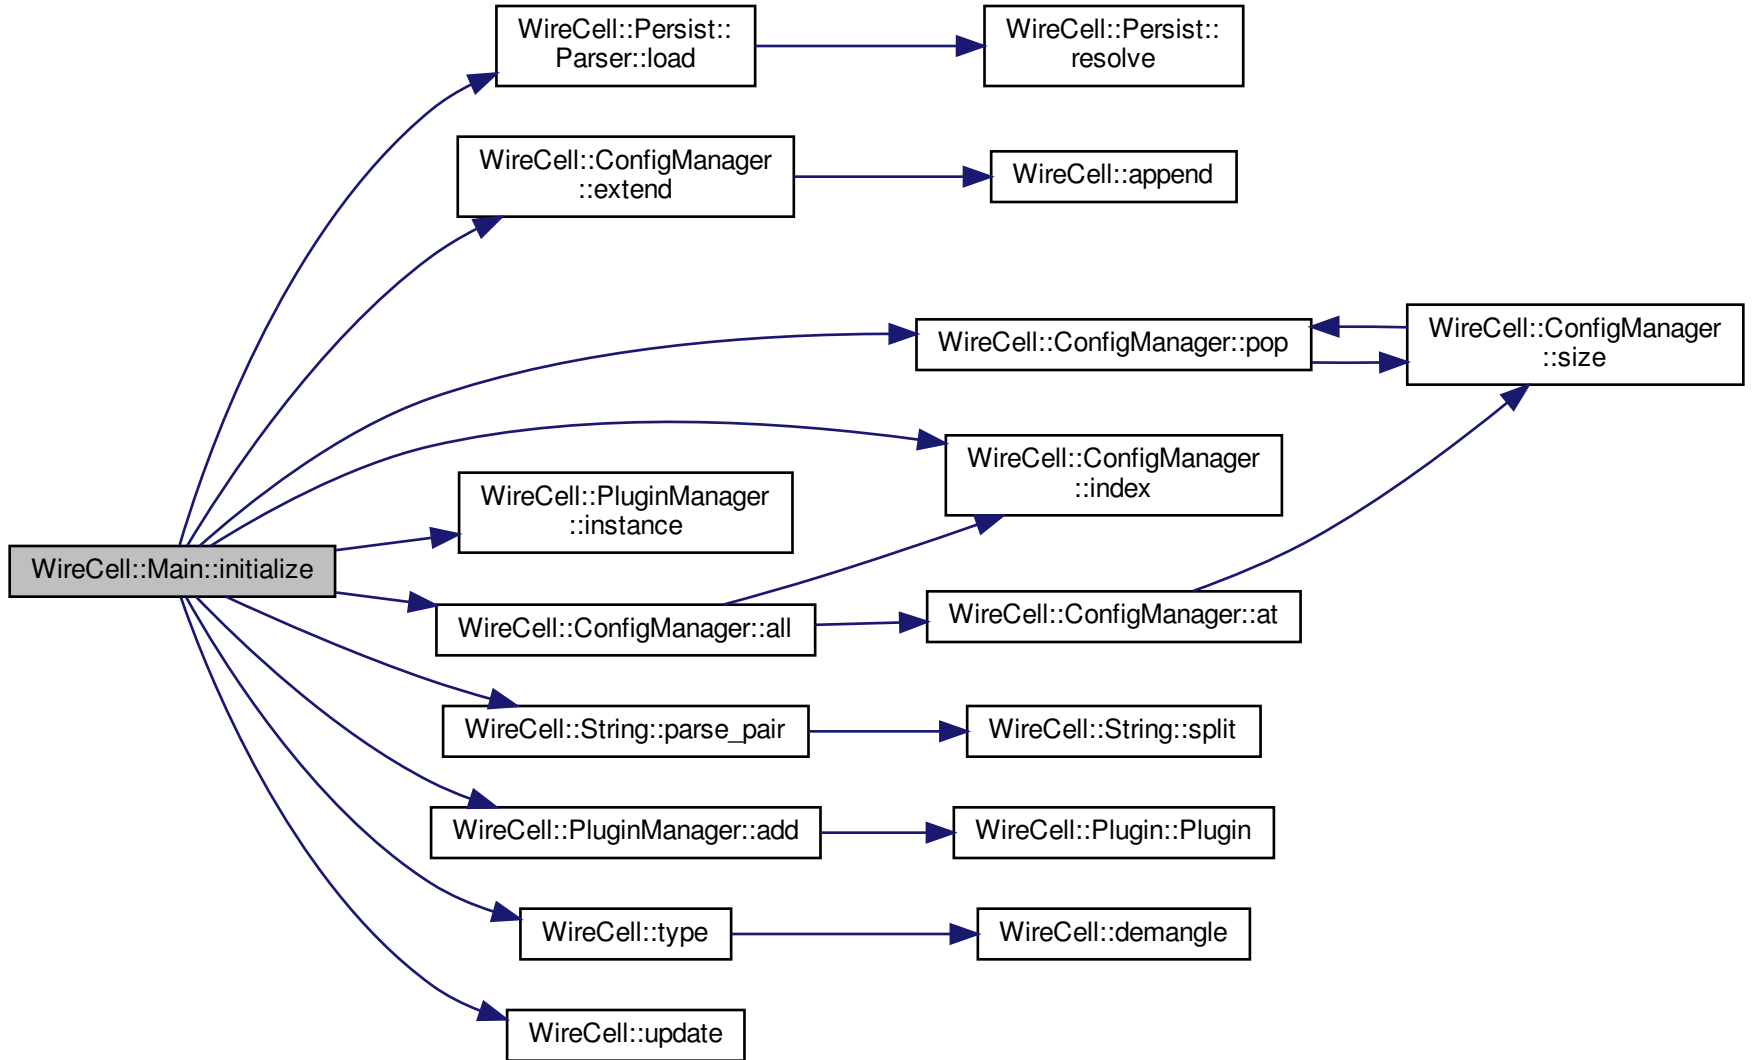 WireCell::Persist::
Parser::load
WireCell::Persist::
resolve
WireCell::ConfigManager
::extend
WireCell::append
WireCell::ConfigManager::pop
WireCell::ConfigManager
::size
WireCell::ConfigManager
::index
WireCell::PluginManager
::instance
WireCell::Main::initialize
WireCell::ConfigManager::all
WireCell::ConfigManager::at
WireCell::String::parse_pair
WireCell::String::split
WireCell::PluginManager::add
WireCell::Plugin::Plugin
WireCell::type
WireCell::demangle
WireCell::update